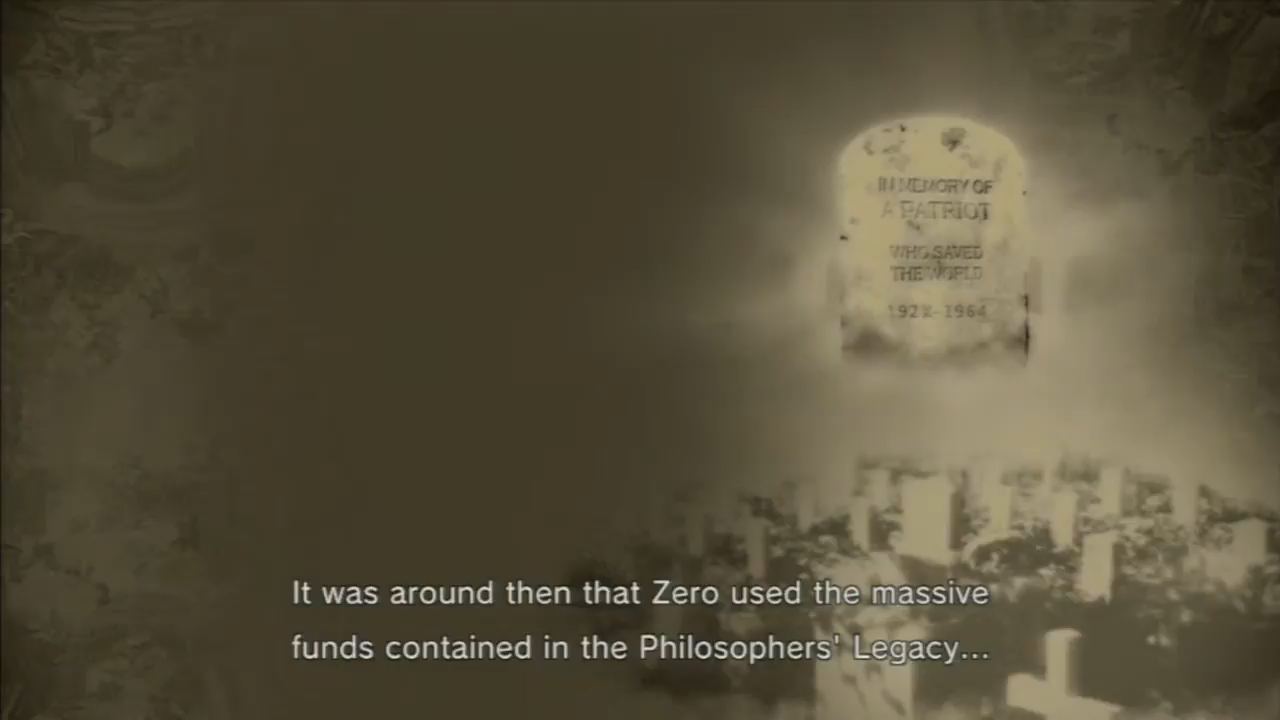 IN MEMORY OF
A PATRIOT
WHO SAVED
THE WORLD
192X-1964
It was around then that Zero used the massive
funds contained in the Philosophers' Legacy...